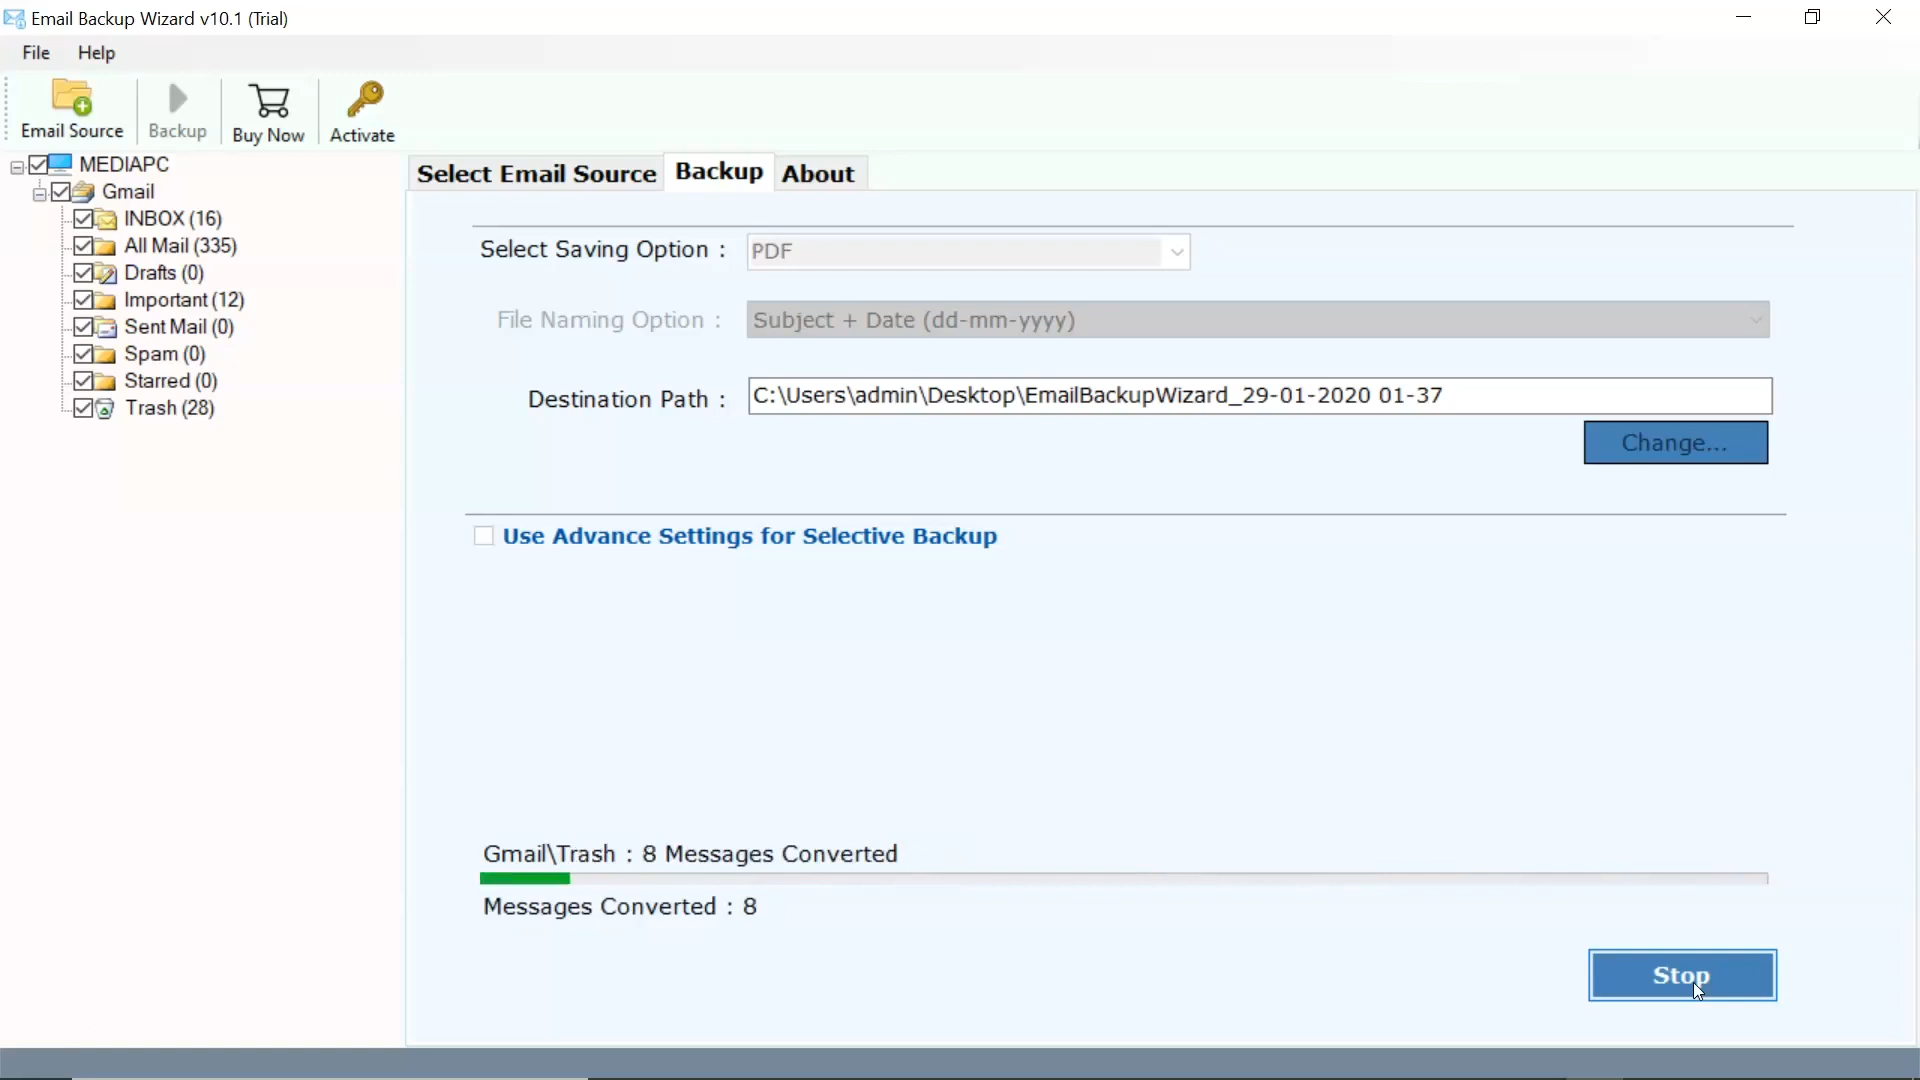 Email Backup Wizard v10.1 (Trial)
File Help
Email Source Backup Buy Now Activate
MEDIAPC
Gmail
INBOX (16)
All Mail (335)
Drafts (0)
Important (12)
Sent Mail (0)
Spam (0)
Starred (0)
Trash (28)
Select Email Source Backup About
Select Saving Option : PDF
File Naming Option : Subject + Date (dd-mm-yyyy)
Destination Path : C:\Users\admin\Desktop\EmailBackupWizard_29-01-2020 01-37
Change...
Use Advance Settings for Selective Backup
Gmail\Trash : 8 Messages Converted
Messages Converted : 8
Stop